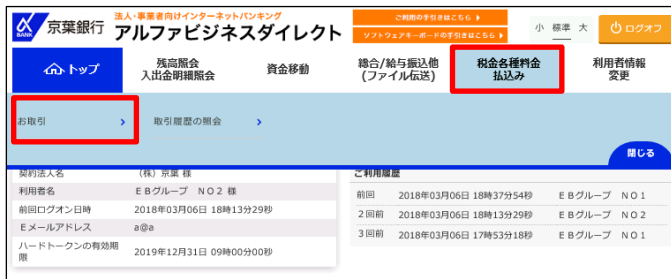 BANK 京葉銀行
法人・事業者向けインターネットバンキング
アルファビジネスダイレクト
ご利用の手引きはこちら
ソフトウェアキーボードの手引きはこちら
小 標準 大
ログオフ
トップ
残高照会
入出金明細照会
資金移動
総合/給与振込他
(ファイル伝送)
税金各種料金
払込み
利用者情報
変更
お取引
取引履歴の照会
閉じる
契約法人名 (株) 京葉 様
利用者名 EBグループ NO2 様
前回ログオン日時 2018年03月06日 18時13分29秒
Eメールアドレス a@a
ハードトークンの有効期
限 2019年12月31日 09時00分00秒
ご利用履歴
前回 2018年03月06日 18時37分54秒 EBグループ NO1
2回前 2018年03月06日 18時13分29秒 EBグループ NO2
3回前 2018年03月06日 17時53分18秒 EBグループ NO1